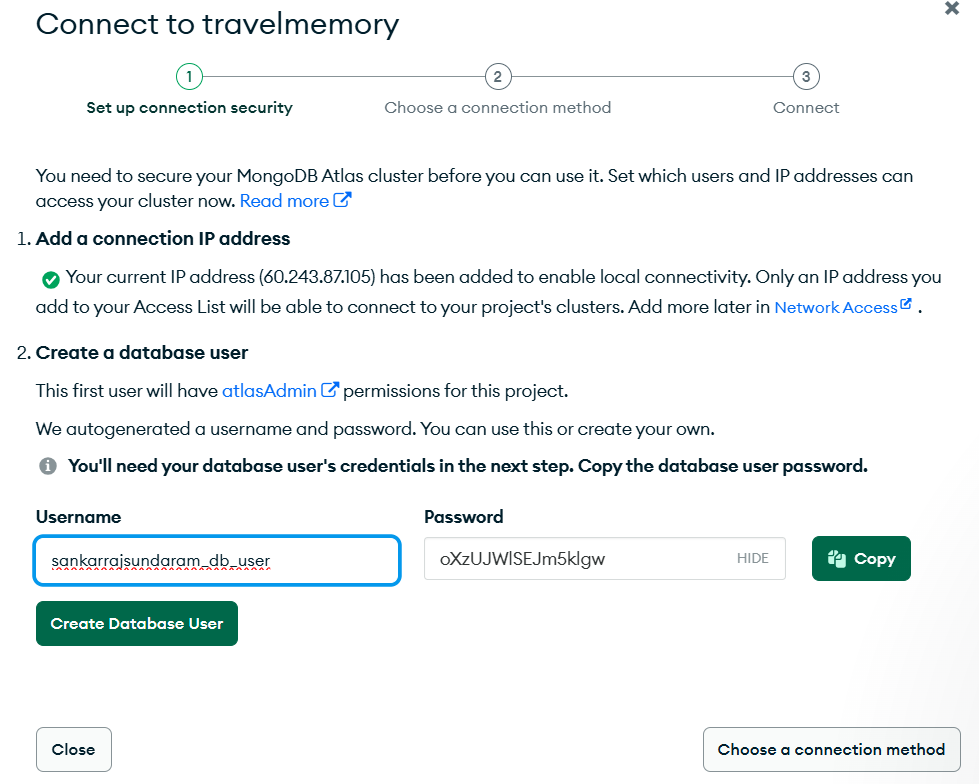 Connect to travelmemory
1
2
3
Set up connection security
Choose a connection method
Connect
You need to secure your MongoDB Atlas cluster before you can use it. Set which users and IP addresses can
access your cluster now. Read more
1. Add a connection IP address
Your current IP address (60.243.87.105) has been added to enable local connectivity. Only an IP address you
add to your Access List will be able to connect to your project's clusters. Add more later in Network Access .
2. Create a database user
This first user will have atlasAdmin permissions for this project.
We autogenerated a username and password. You can use this or create your own.
You'll need your database user's credentials in the next step. Copy the database user password.
Username
Password
sankarrajsundaram_db_user
HIDE
Copy
Create Database User
Close
Choose a connection method